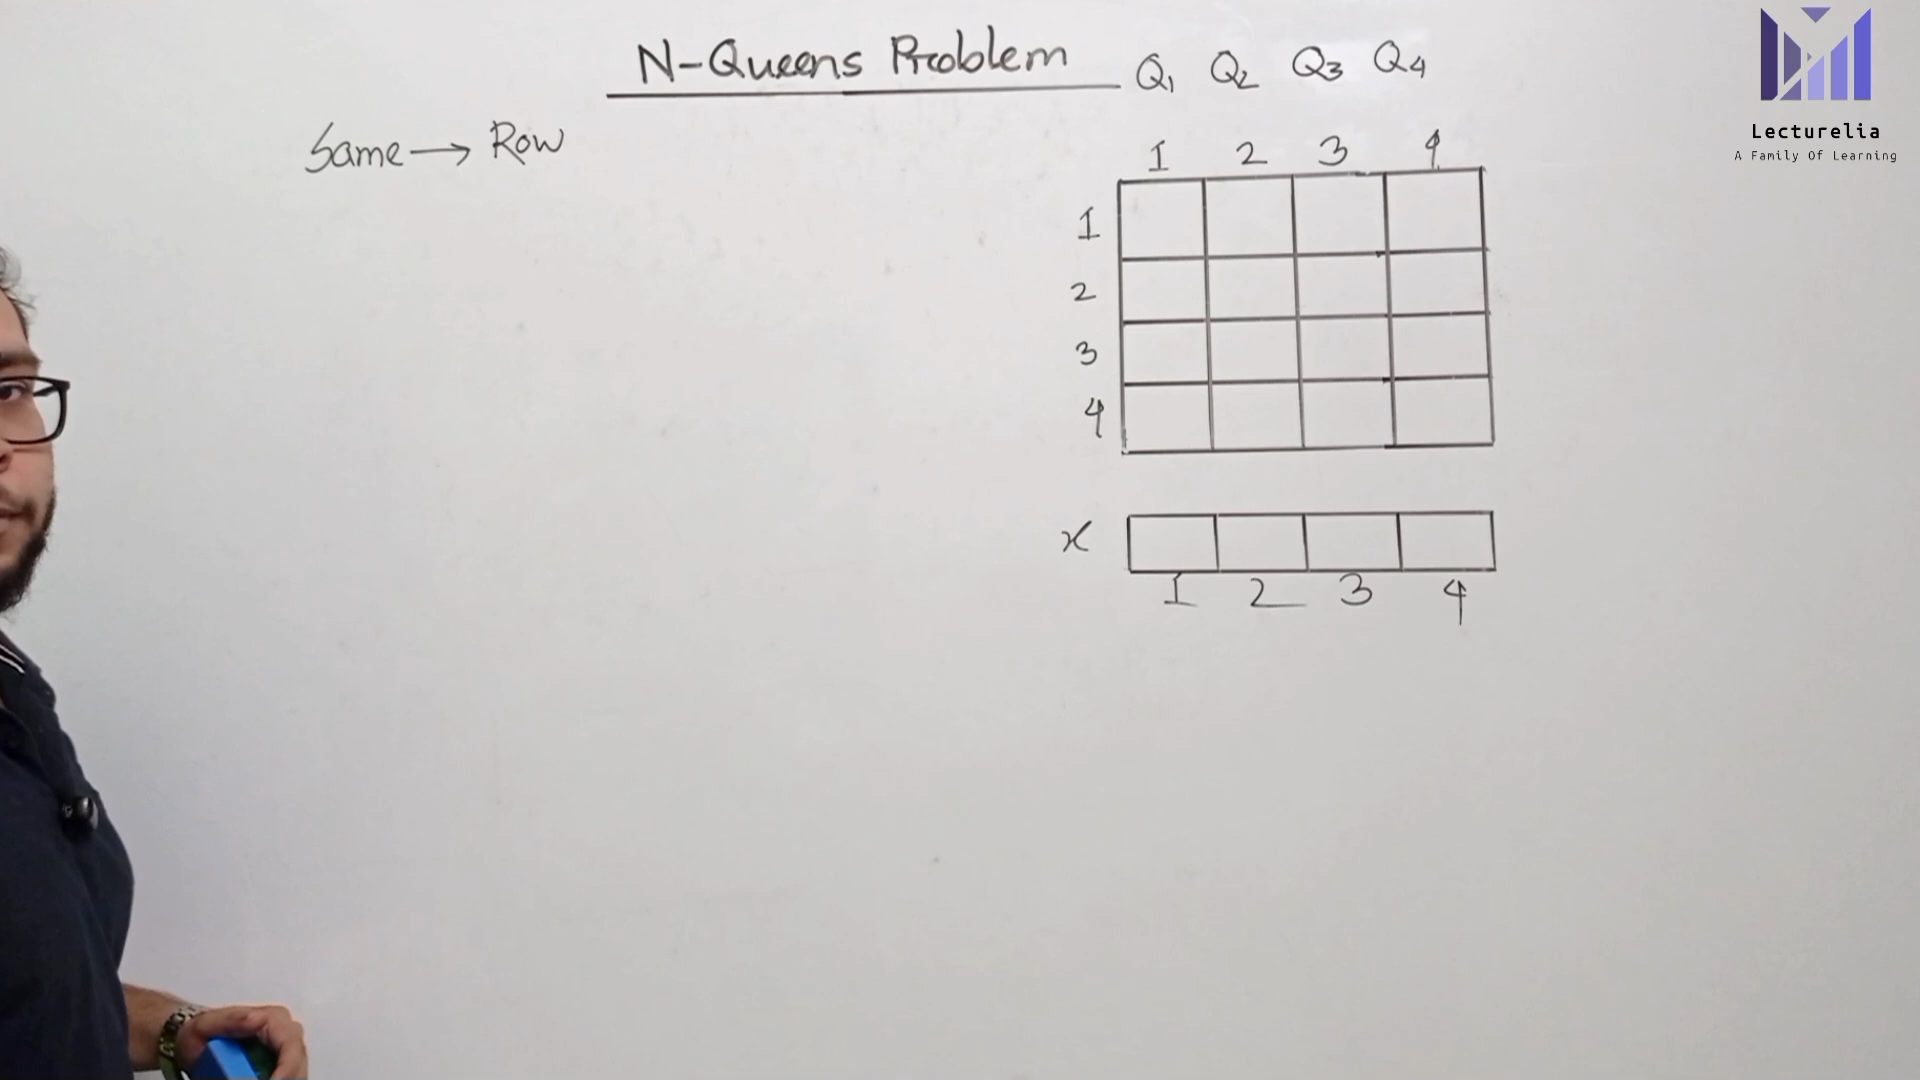 N-Queens Problem Q1 Q2 Q3 Q4
Lecturelia
A Family Of Learning
Same → Row
1 2 3 4
1
2
3
4
x
1 2 3 4